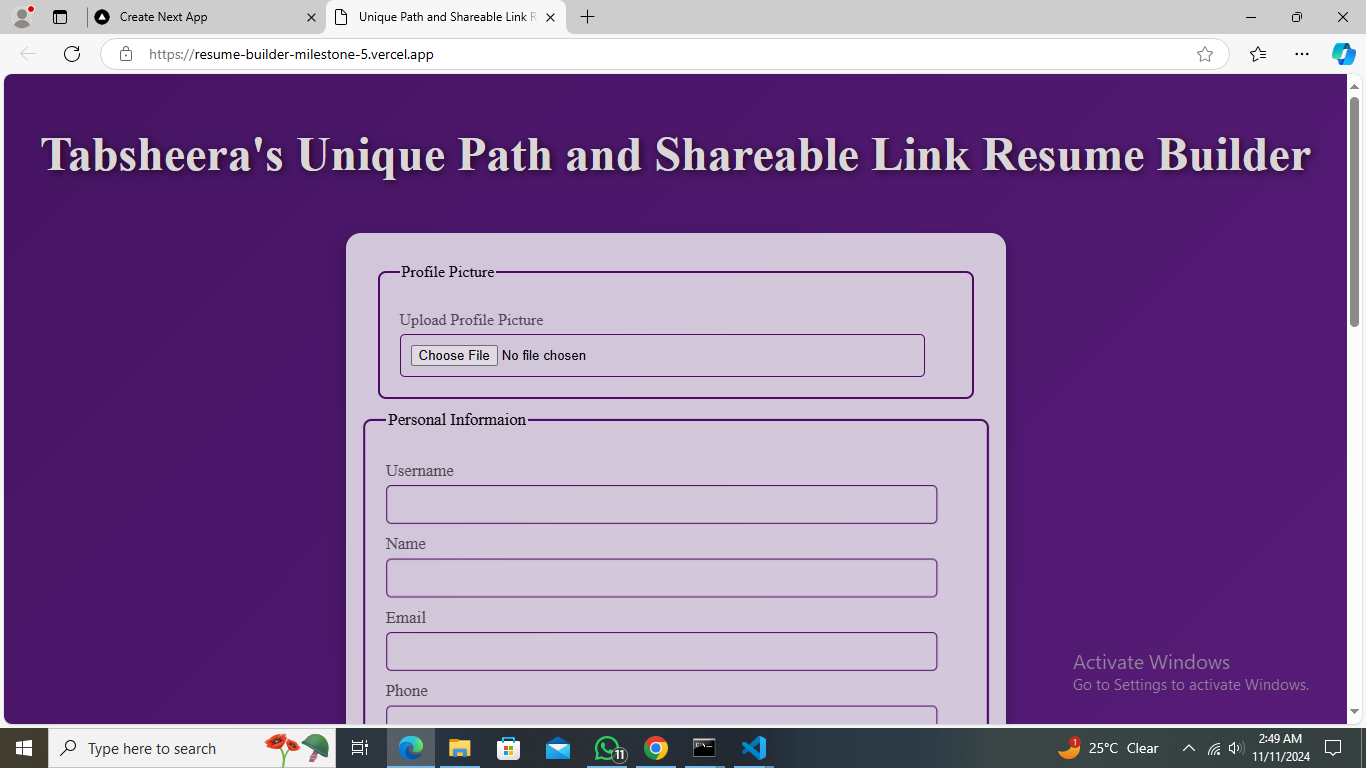 Create Next App
Unique Path and Shareable Link R
https://resume-builder-milestone-5.vercel.app
Tabsheera's Unique Path and Shareable Link Resume Builder
Profile Picture
Upload Profile Picture
Choose File No file chosen
Personal Informaion
Username
Name
Email
Phone
Activate Windows
Go to Settings to activate Windows.
Type here to search
11
1
25°C Clear
2:49 AM
11/11/2024